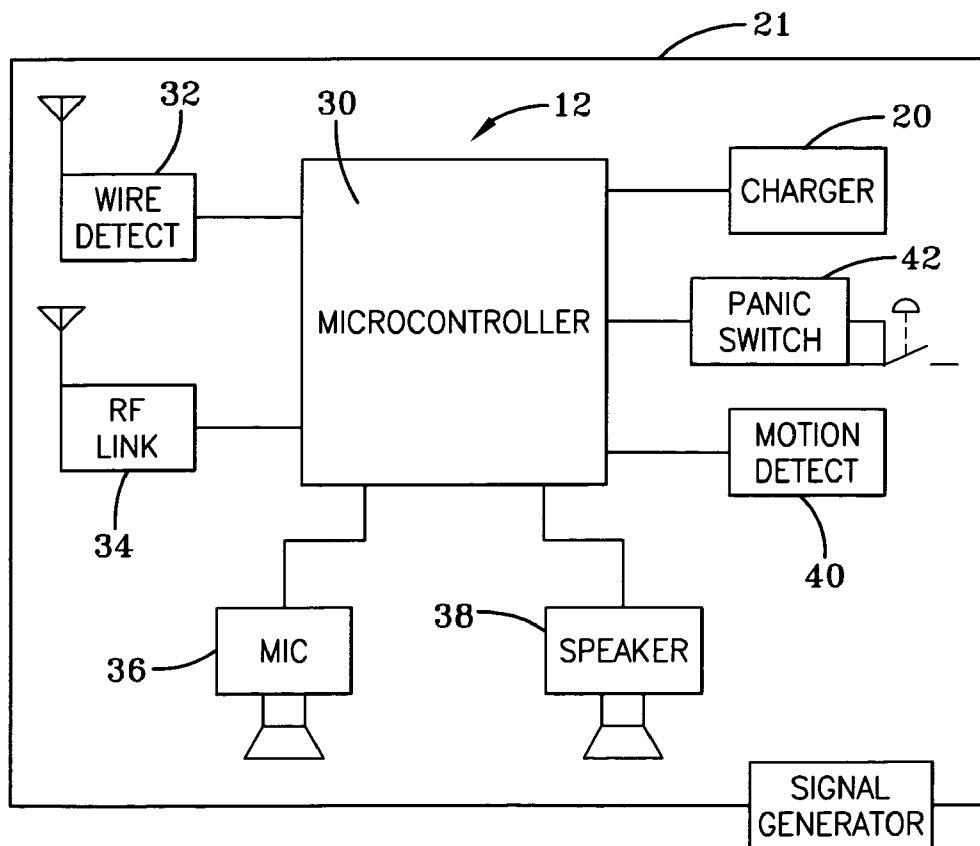 21
32
30
12
20
WIRE
DETECT
CHARGER
42
MICROCONTROLLER
PANIC
SWITCH
RF
LINK
MOTION
DETECT
34
40
36
MIC
38
SPEAKER
SIGNAL
GENERATOR